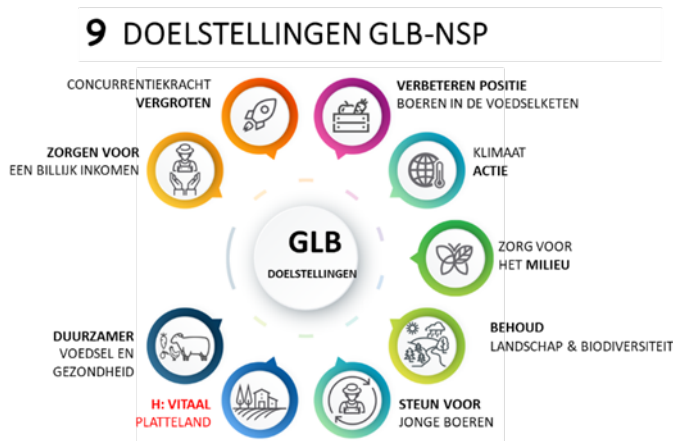 9 DOELSTELLINGEN GLB-NSP
CONCURRENTIEKRACHT
VERGROTEN
VERBETEREN POSITIE
BOEREN IN DE VOEDSELKETEN
ZORGEN VOOR
EEN BILLIJK INKOMEN
KLIMAAT
ACTIE
GLB
DOELSTELLINGEN
ZORG VOOR
HET MILIEU
DUURZAMER
VOEDSEL EN
GEZONDHEID
BEHOUD
LANDSCHAP & BIODIVERSITEIT
H: VITAAL
PLATTELAND
STEUN VOOR
JONGE BOEREN